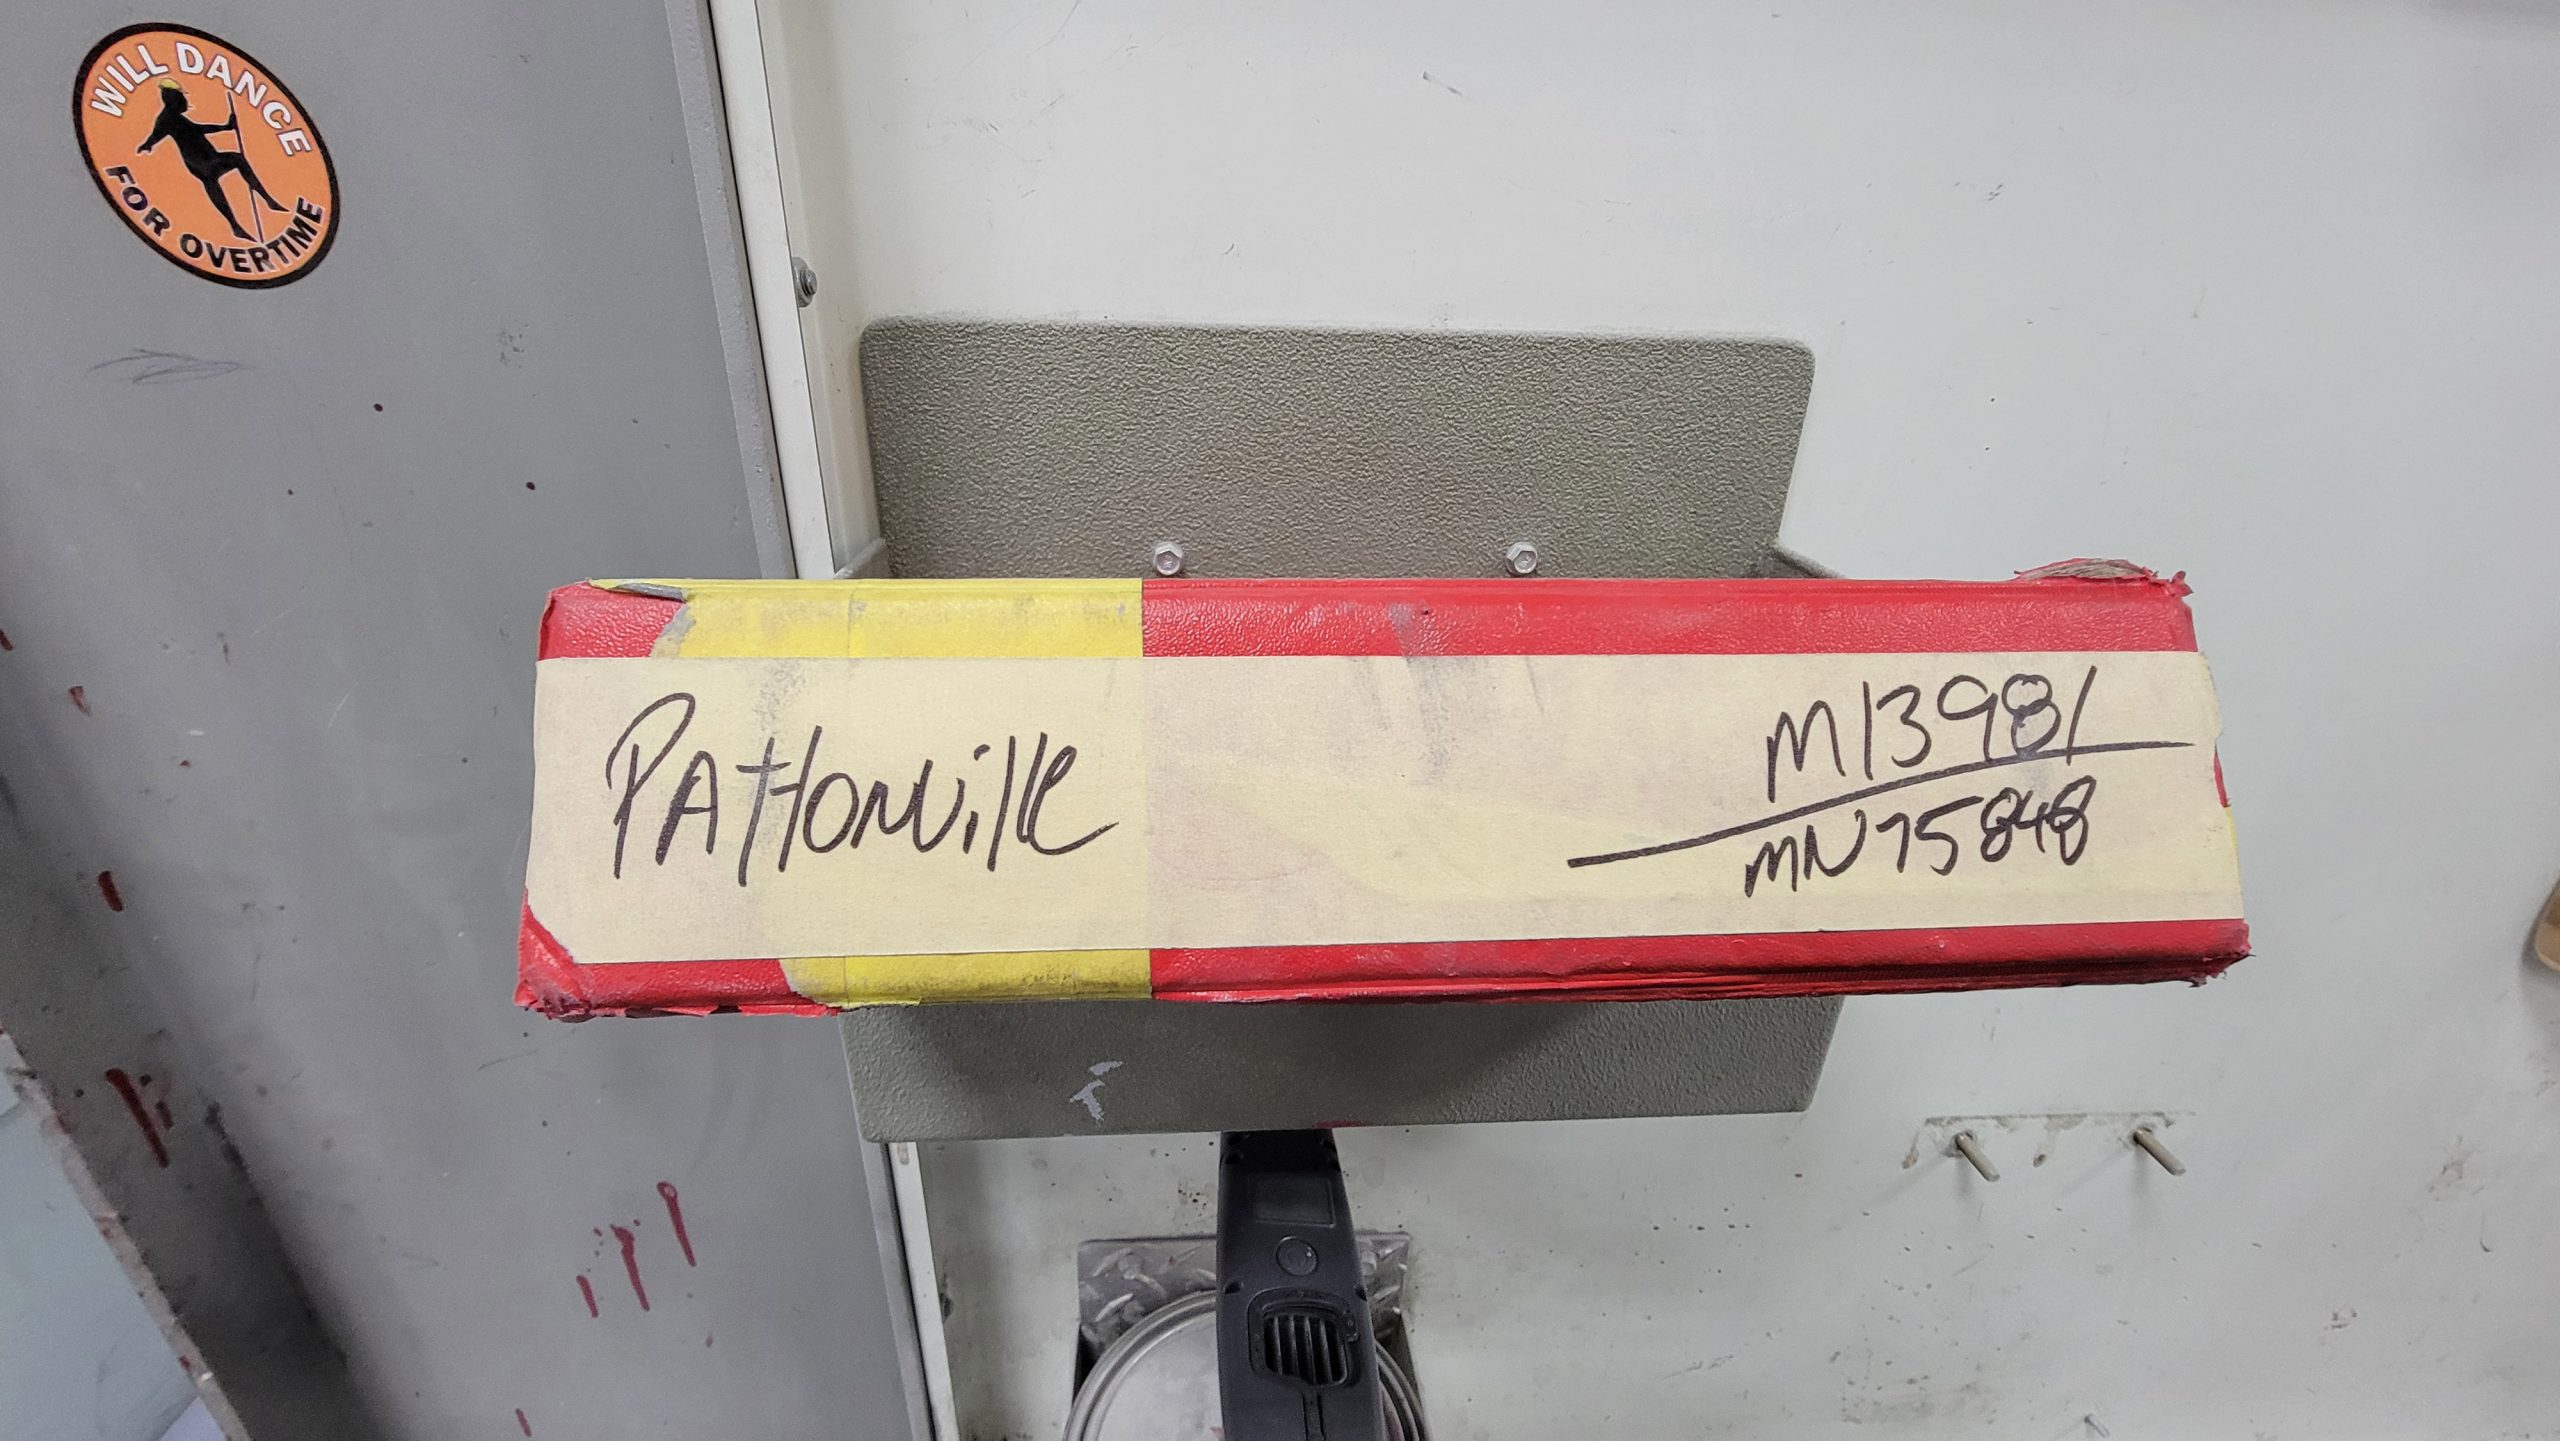 WILL DANCE
FOR OVERTIME
PAttonville
M13981
MN75848